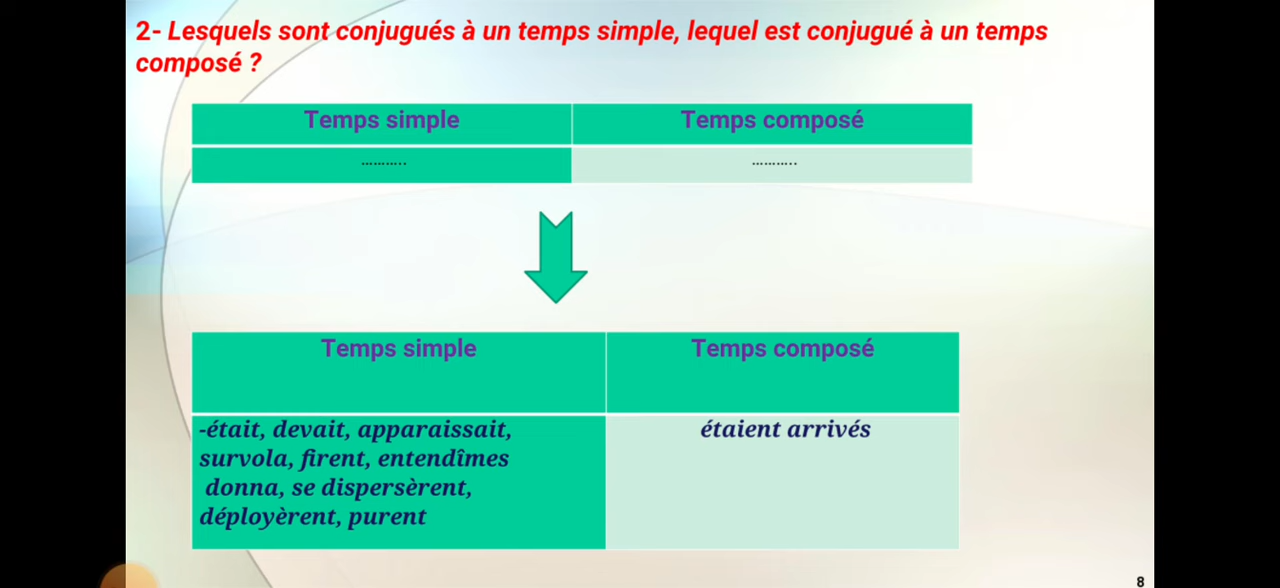 2- Lesquels sont conjugués à un temps simple, lequel est conjugué à un temps
composé ?
Temps simple Temps composé
……….. ………..
Temps simple Temps composé
-était, devait, apparaissait, étaient arrivés
survola, firent, entendîmes
donna, se dispersèrent,
déployèrent, purent
8